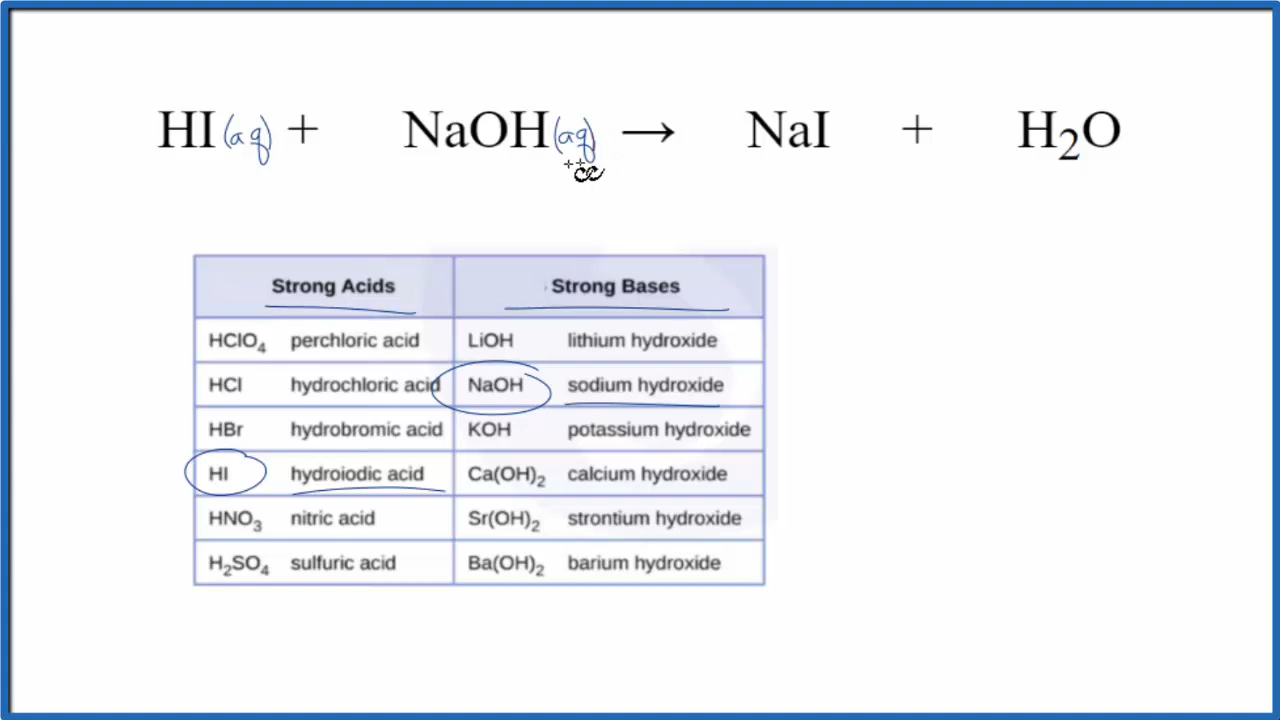 HI(aq) + NaOH(aq) → NaI + H₂O
Strong Acids Strong Bases
HClO₄ perchloric acid LiOH lithium hydroxide
HCl hydrochloric acid NaOH sodium hydroxide
HBr hydrobromic acid KOH potassium hydroxide
HI hydroiodic acid Ca(OH)₂ calcium hydroxide
HNO₃ nitric acid Sr(OH)₂ strontium hydroxide
H₂SO₄ sulfuric acid Ba(OH)₂ barium hydroxide